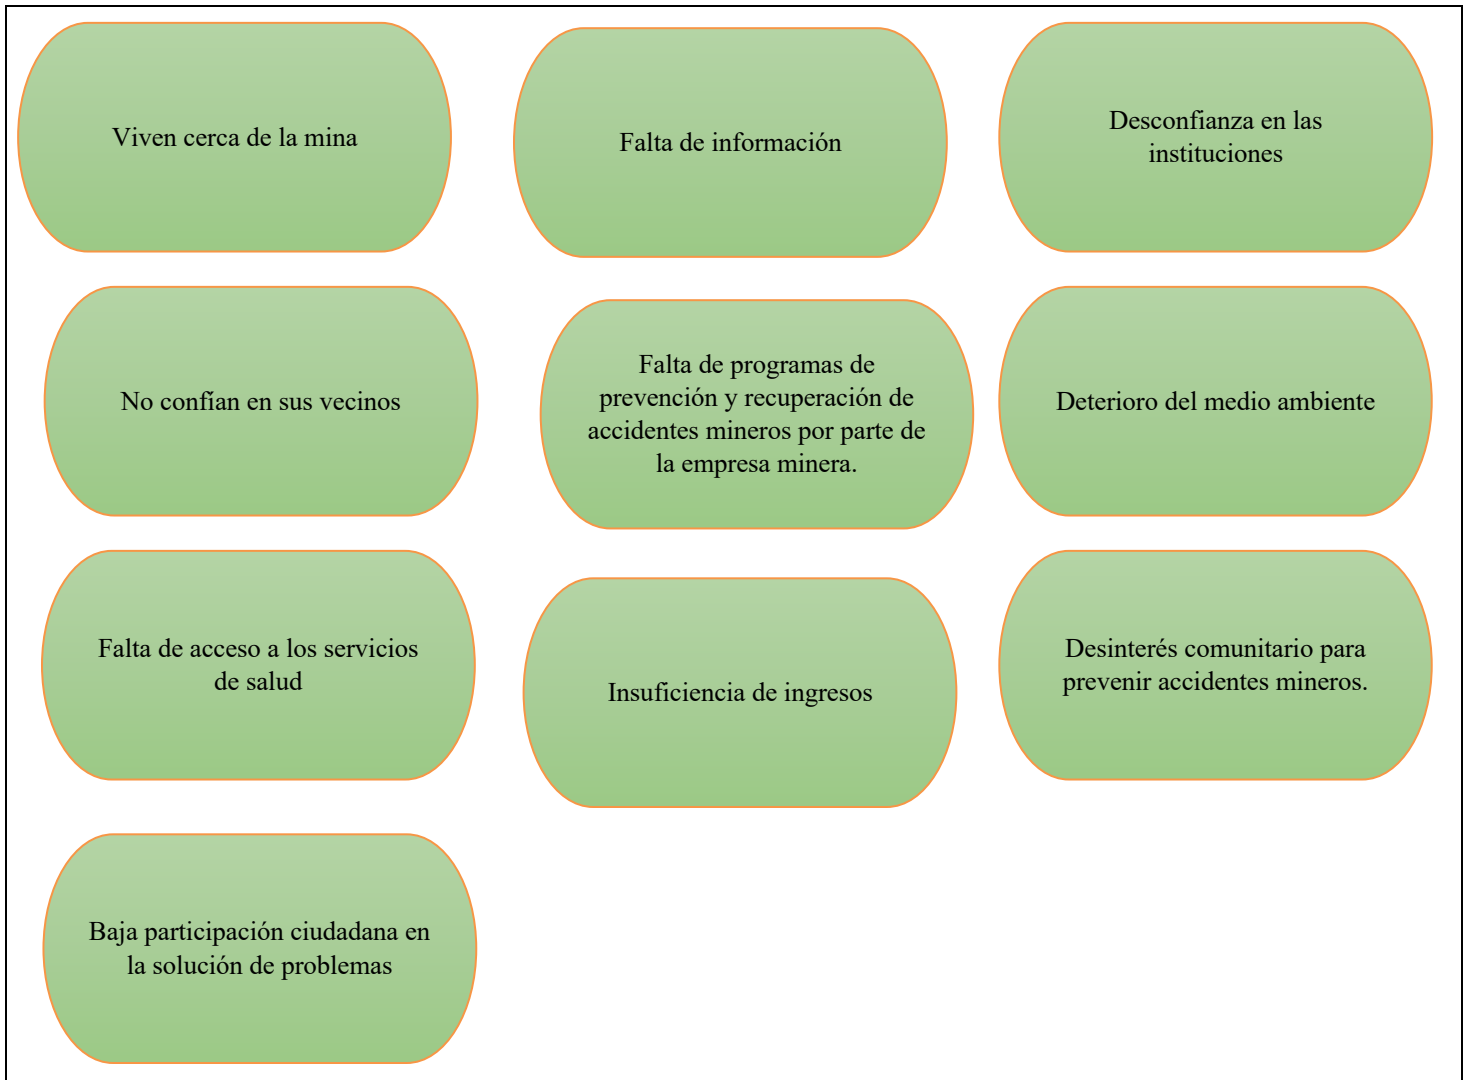 Viven cerca de la mina
Falta de información
Desconfianza en las
instituciones
No confían en sus vecinos
Falta de programas de
prevención y recuperación de
accidentes mineros por parte de
la empresa minera.
Deterioro del medio ambiente
Falta de acceso a los servicios
de salud
Insuficiencia de ingresos
Desinterés comunitario para
prevenir accidentes mineros.
Baja participación ciudadana en
la solución de problemas